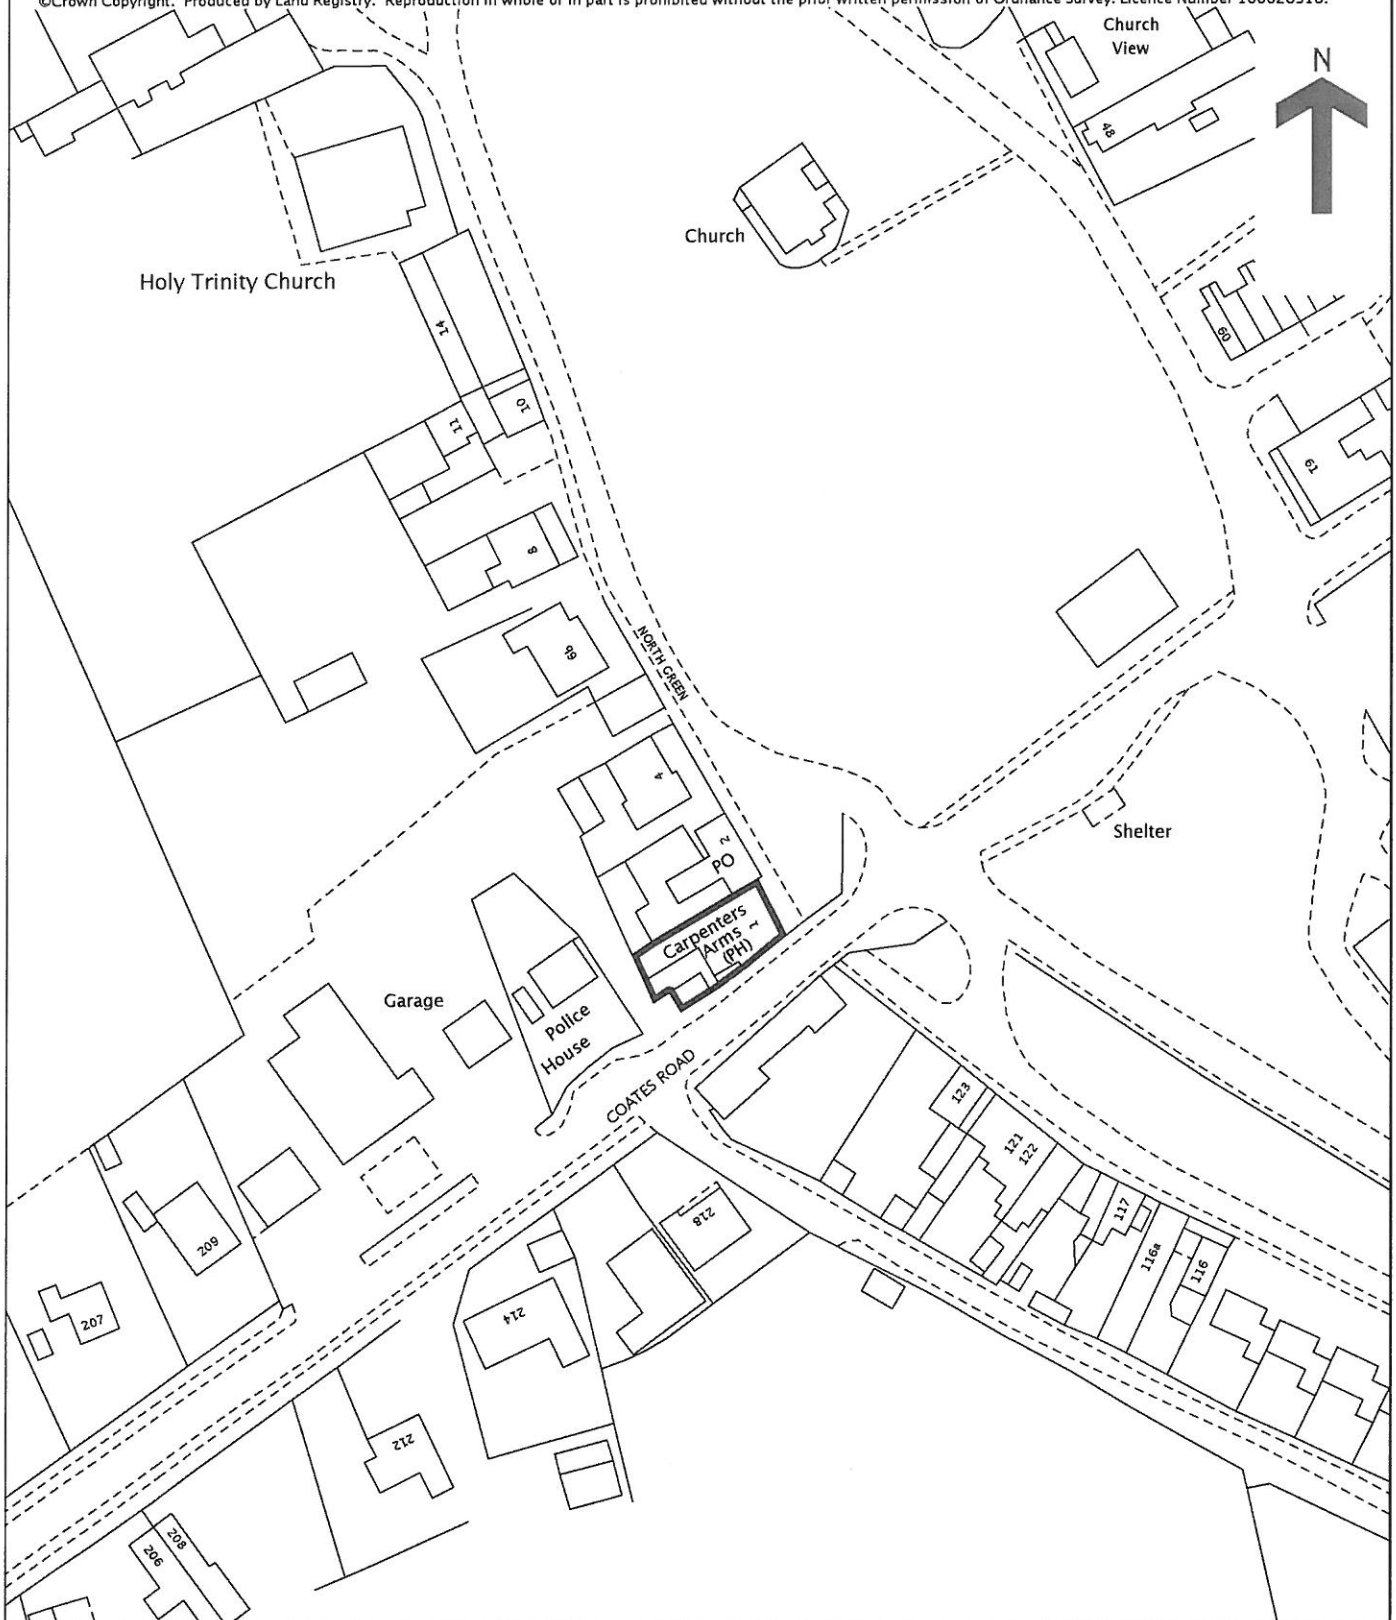 ©Crown Copyright. Produced by Land Registry. Reproduction in whole or in part is prohibited without the prior written permission of Ordnance Survey. Licence Number 100026316.
Church
View
N
48
Church
Holy Trinity Church
14
60
10
11
61
8
6b
NORTH GREEN
4
Shelter
2
PO
Carpenters
Arms
(PH)
1
Garage
Police
House
COATES ROAD
123
121
122
117
116a
116
218
209
207
214
212
208
206